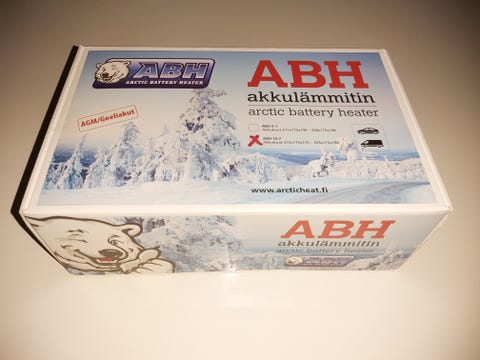 ABH
ARCTIC BATTERY HEATER
ABH
akkulämmitin
arctic battery heater
AGM/Geeliakut
www.arcticheat.fi
ABH
akkulämmitin
arctic battery heater
ABH